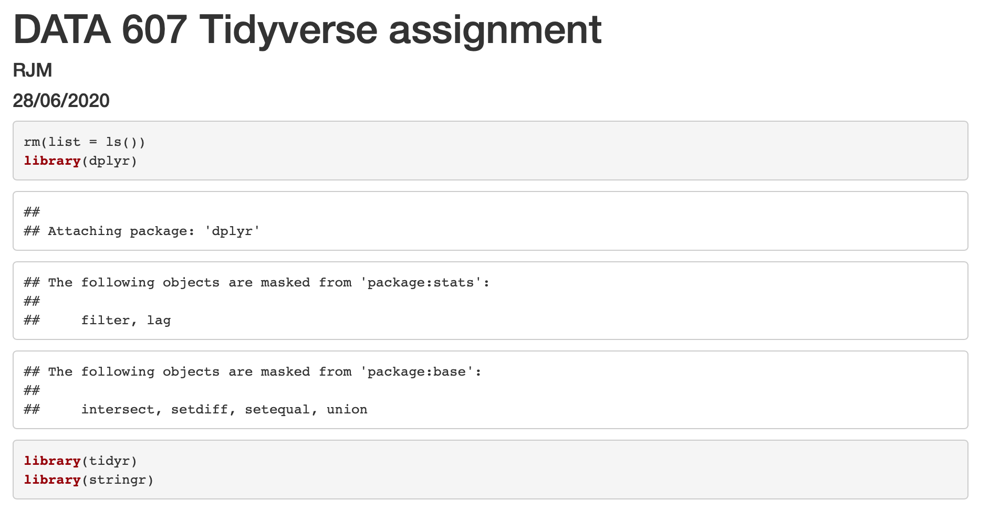 DATA 607 Tidyverse assignment
RJM
28/06/2020
rm(list = ls())
library(dplyr)
##
## Attaching package: 'dplyr'
## The following objects are masked from 'package:stats':
##
##     filter, lag
## The following objects are masked from 'package:base':
##
##     intersect, setdiff, setequal, union
library(tidyr)
library(stringr)